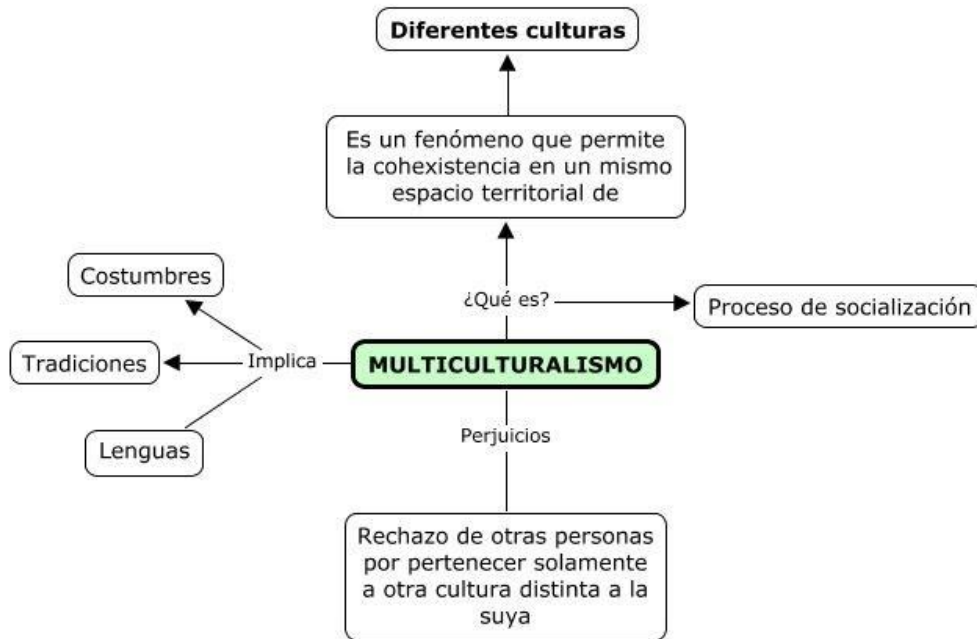 Diferentes culturas
Es un fenómeno que permite
la cohexistencia en un mismo
espacio territorial de
Costumbres
¿Qué es?
Proceso de socialización
Tradiciones
Implica
MULTICULTURALISMO
Lenguas
Perjuicios
Rechazo de otras personas
por pertenecer solamente
a otra cultura distinta a la
suya